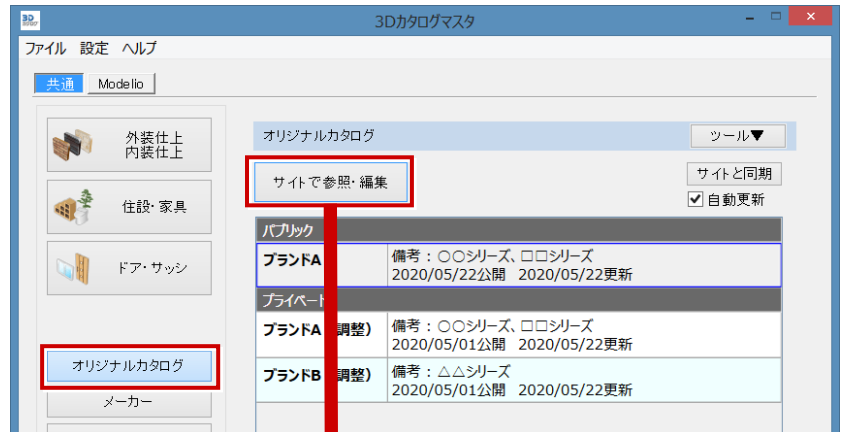 3Dカタログマスタ
ファイル 設定 ヘルプ
共通 Modelio
外装仕上
内装仕上
住設・家具
ドア・サッシ
オリジナルカタログ
メーカー
オリジナルカタログ ツール▼
サイトで参照・編集 サイトと同期
自動更新
パブリック
ブランドA 備考：○○シリーズ、□□シリーズ
2020/05/22公開 2020/05/22更新
プライベート
ブランドA 調整） 備考：○○シリーズ、□□シリーズ
2020/05/01公開 2020/05/22更新
ブランドB 調整） 備考：△△シリーズ
2020/05/01公開 2020/05/22更新